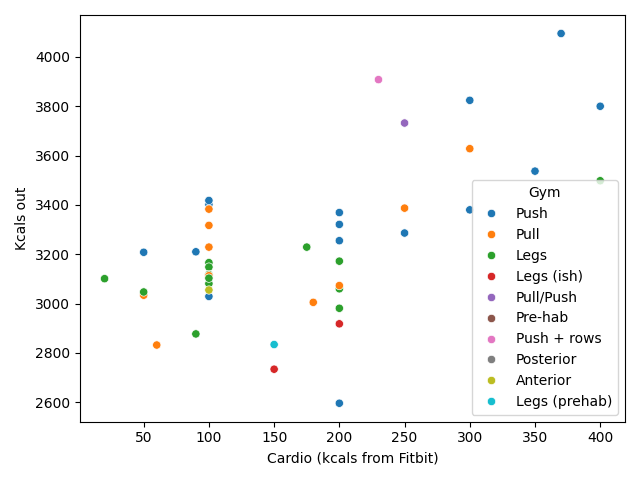 4000
3800
3600
3400
3200
3000
2800
2600
Kcals out
50 100 150 200 250 300 350 400
Cardio (kcals from Fitbit)
Gym
Push
Pull
Legs
Legs (ish)
Pull/Push
Pre-hab
Push + rows
Posterior
Anterior
Legs (prehab)